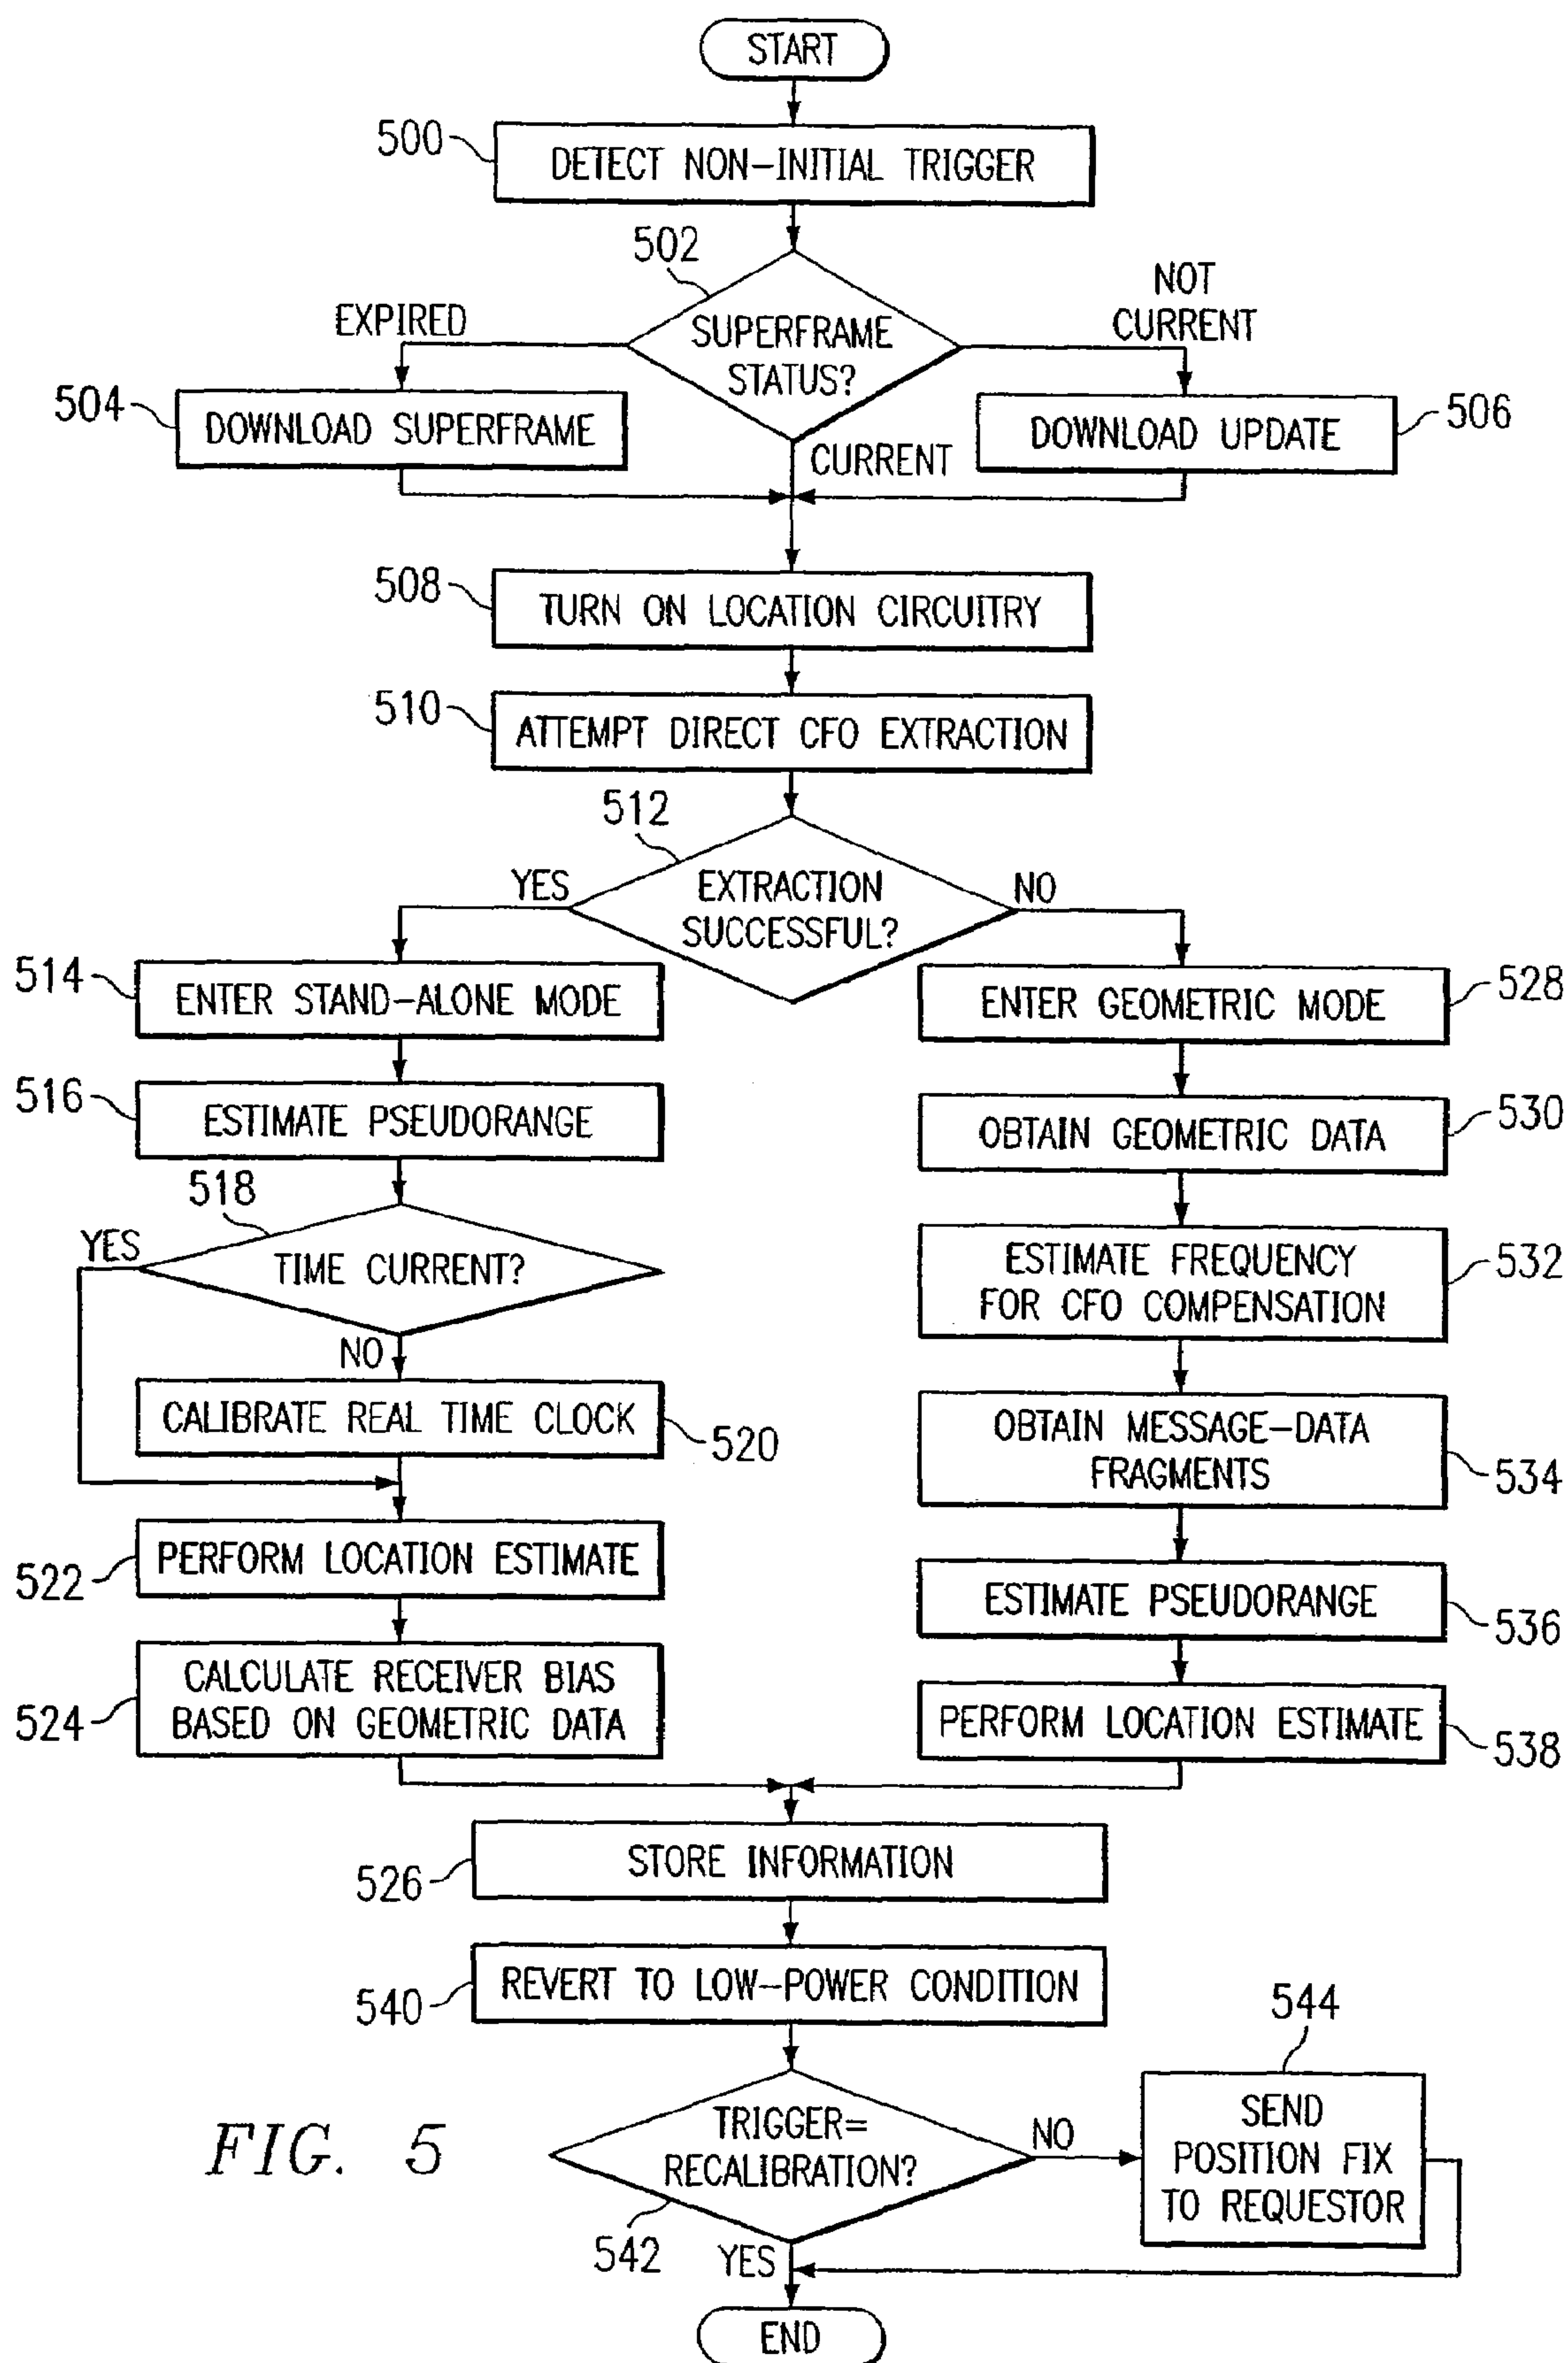 START
500
DETECT NON-INITIAL TRIGGER
502
EXPIRED
SUPERFRAME
STATUS?
NOT
CURRENT
504
DOWNLOAD SUPERFRAME
DOWNLOAD UPDATE
506
CURRENT
508
TURN ON LOCATION CIRCUITRY
510
ATTEMPT DIRECT CFO EXTRACTION
512
YES
EXTRACTION
SUCCESSFUL?
NO
514
ENTER STAND-ALONE MODE
ENTER GEOMETRIC MODE
528
516
ESTIMATE PSEUDORANGE
OBTAIN GEOMETRIC DATA
530
518
YES
TIME CURRENT?
NO
ESTIMATE FREQUENCY
FOR CFO COMPENSATION
532
CALIBRATE REAL TIME CLOCK
520
OBTAIN MESSAGE-DATA
FRAGMENTS
534
522
PERFORM LOCATION ESTIMATE
ESTIMATE PSEUDORANGE
536
524
CALCULATE RECEIVER BIAS
BASED ON GEOMETRIC DATA
PERFORM LOCATION ESTIMATE
538
526
STORE INFORMATION
540
REVERT TO LOW-POWER CONDITION
544
FIG. 5
TRIGGER=
RECALIBRATION?
NO
SEND
POSITION FIX
TO REQUESTOR
542
YES
END